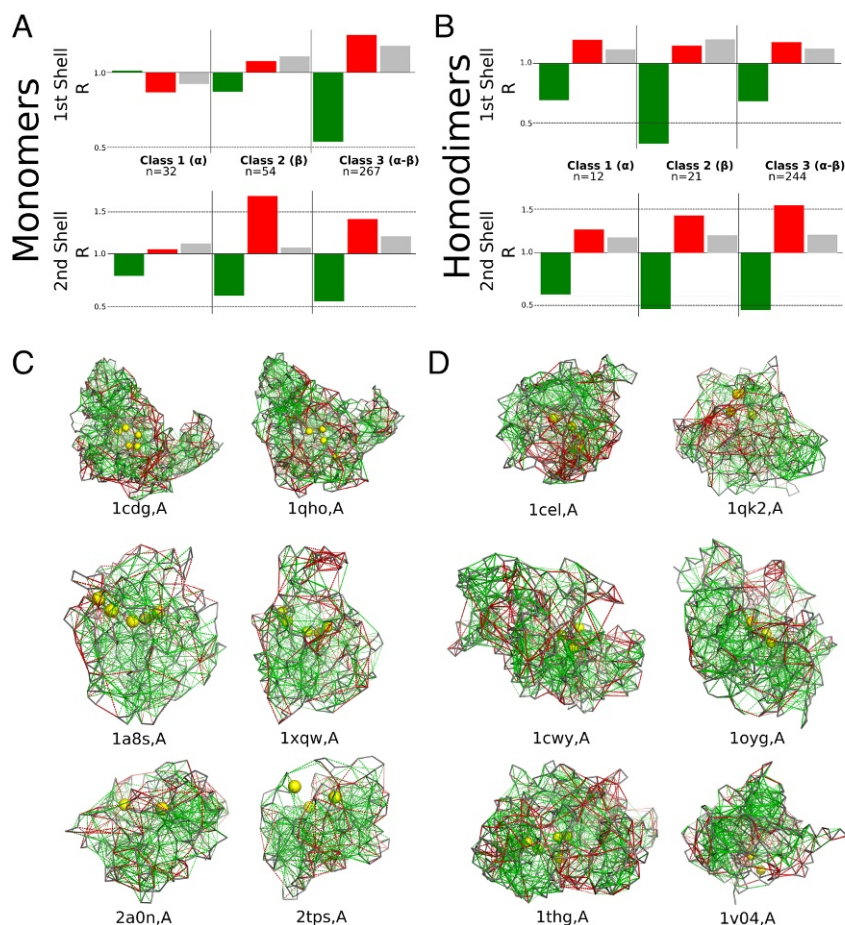 A
B
Monomers
1st Shell
R
1.0
0.5
Class 1 (α)
n=32
Class 2 (β)
n=54
Class 3 (α-β)
n=267
2nd Shell
R
1.5
1.0
0.5
Homodimers
1st Shell
R
1.0
0.5
Class 1 (α)
n=12
Class 2 (β)
n=21
Class 3 (α-β)
n=244
2nd Shell
R
1.5
1.0
0.5
C
D
1cdg,A
1qho,A
1cel,A
1qk2,A
1a8s,A
1xqw,A
1cwy,A
1oyg,A
2a0n,A
2tps,A
1thg,A
1v04,A